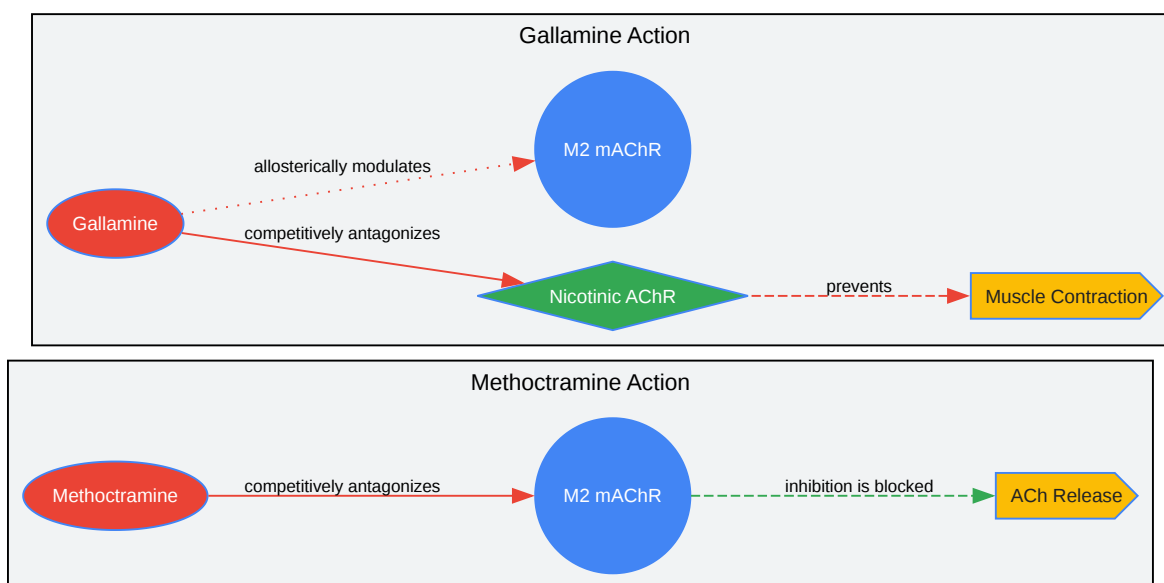 Gallamine Action
M2 mAChR
allosterically modulates
Gallamine
competitively antagonizes
Nicotinic AChR
prevents
Muscle Contraction
Methoctramine Action
Methoctramine
competitively antagonizes
M2 mAChR
inhibition is blocked
ACh Release